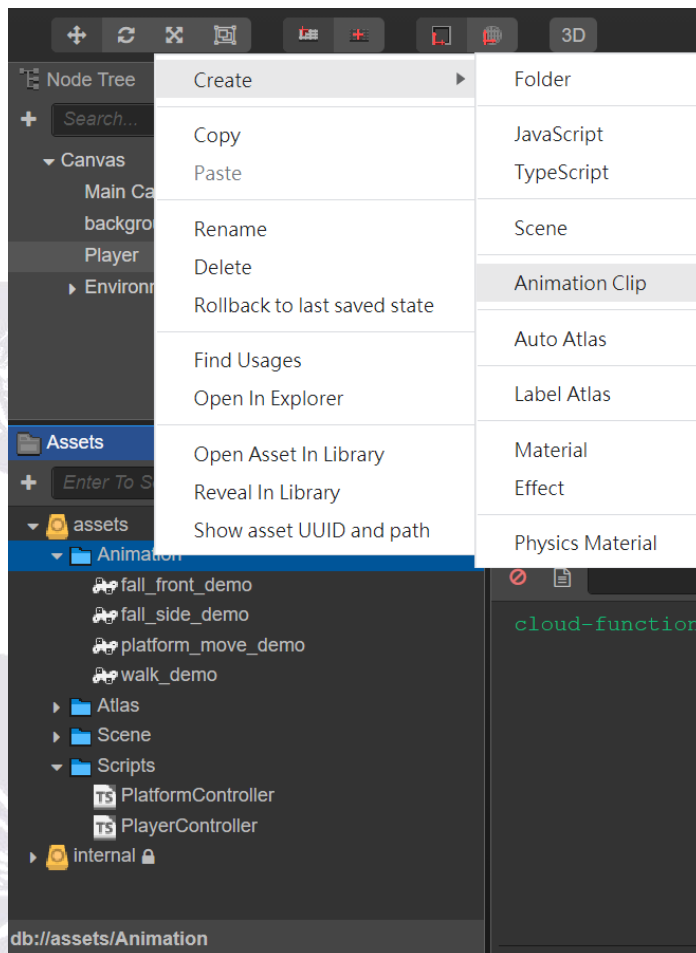 3D
Node Tree
Search...
Canvas
Main Ca
backgrou
Player
Environ
Create
Copy
Paste
Rename
Delete
Rollback to last saved state
Find Usages
Open In Explorer
Open Asset In Library
Reveal In Library
Show asset UUID and path
Folder
JavaScript
TypeScript
Scene
Animation Clip
Auto Atlas
Label Atlas
Material
Effect
Physics Material
Assets
Enter To S
assets
Animation
fall_front_demo
fall_side_demo
platform_move_demo
walk_demo
Atlas
Scene
Scripts
TS PlatformController
TS PlayerController
internal
db://assets/Animation
cloud-function